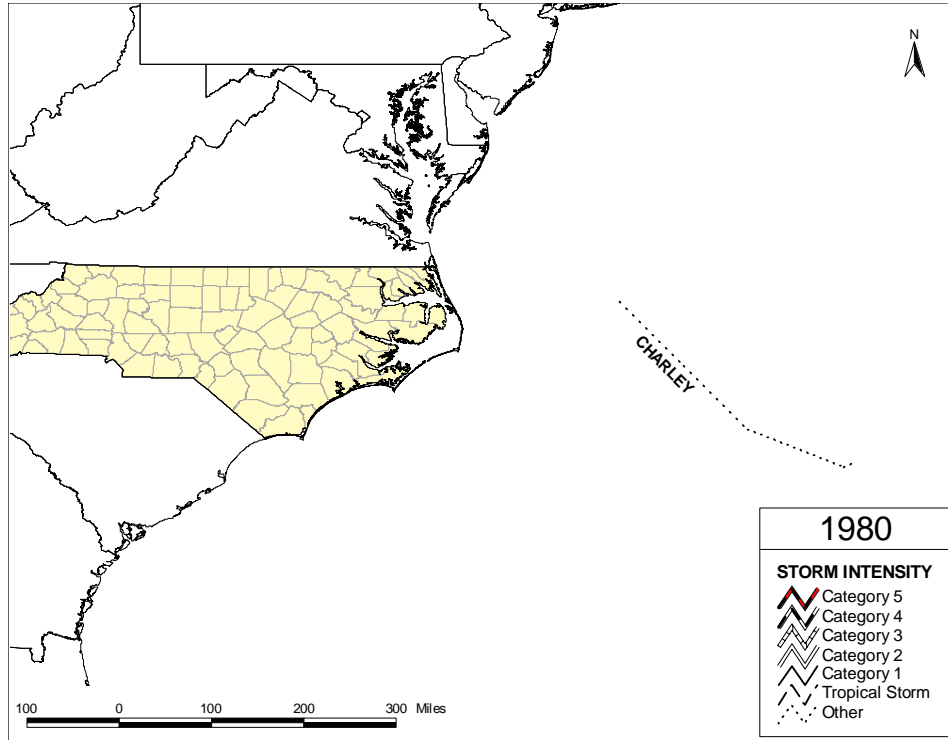 N
CHARLEY
1980
STORM INTENSITY
Category 5
Category 4
Category 3
Category 2
Category 1
Tropical Storm
Other
100 0 100 200 300 Miles